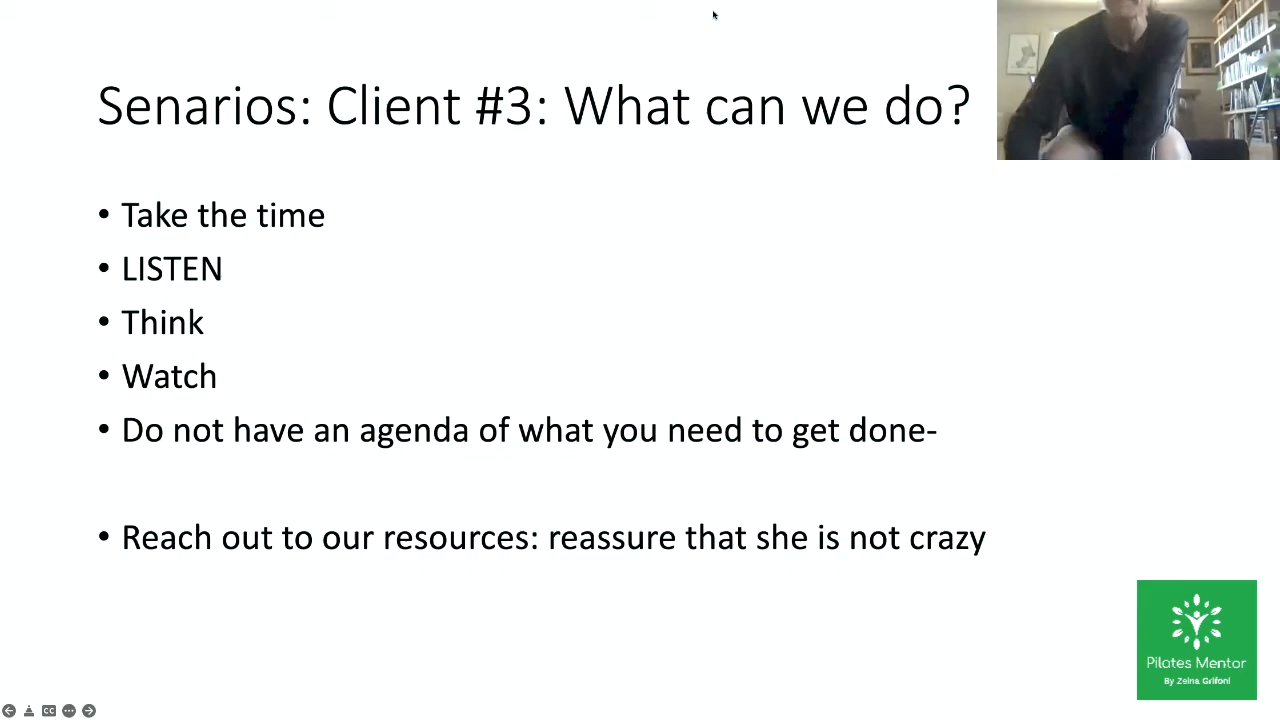 Senarios: Client #3: What can we do?
• Take the time
• LISTEN
• Think
• Watch
• Do not have an agenda of what you need to get done-
• Reach out to our resources: reassure that she is not crazy
Pilates Mentor
By Zeina Grifoni
CC